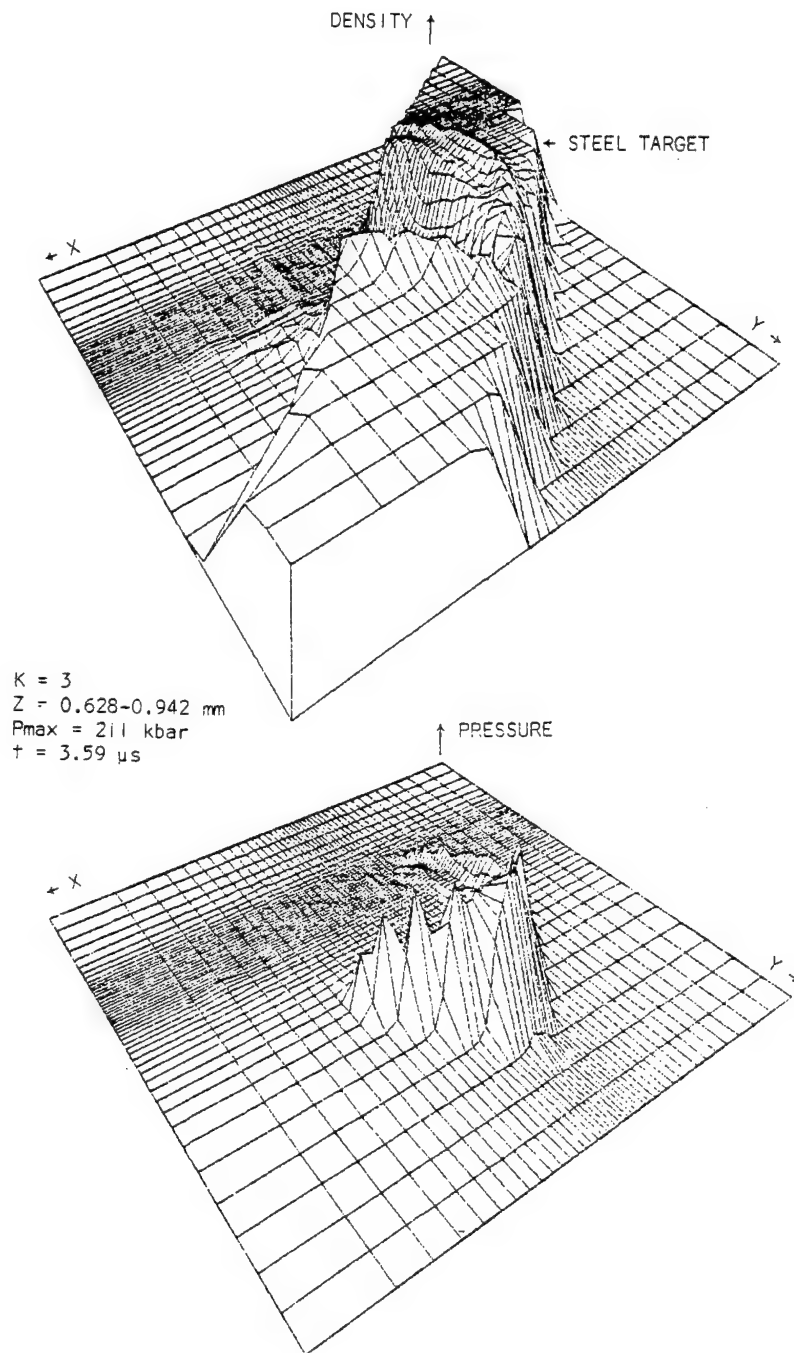 DENSITY ↑
← STEEL TARGET
← X
Y →
K = 3
Z = 0.628-0.942 mm
Pmax = 211 kbar
t = 3.59 µs
↑ PRESSURE
← X
Y →